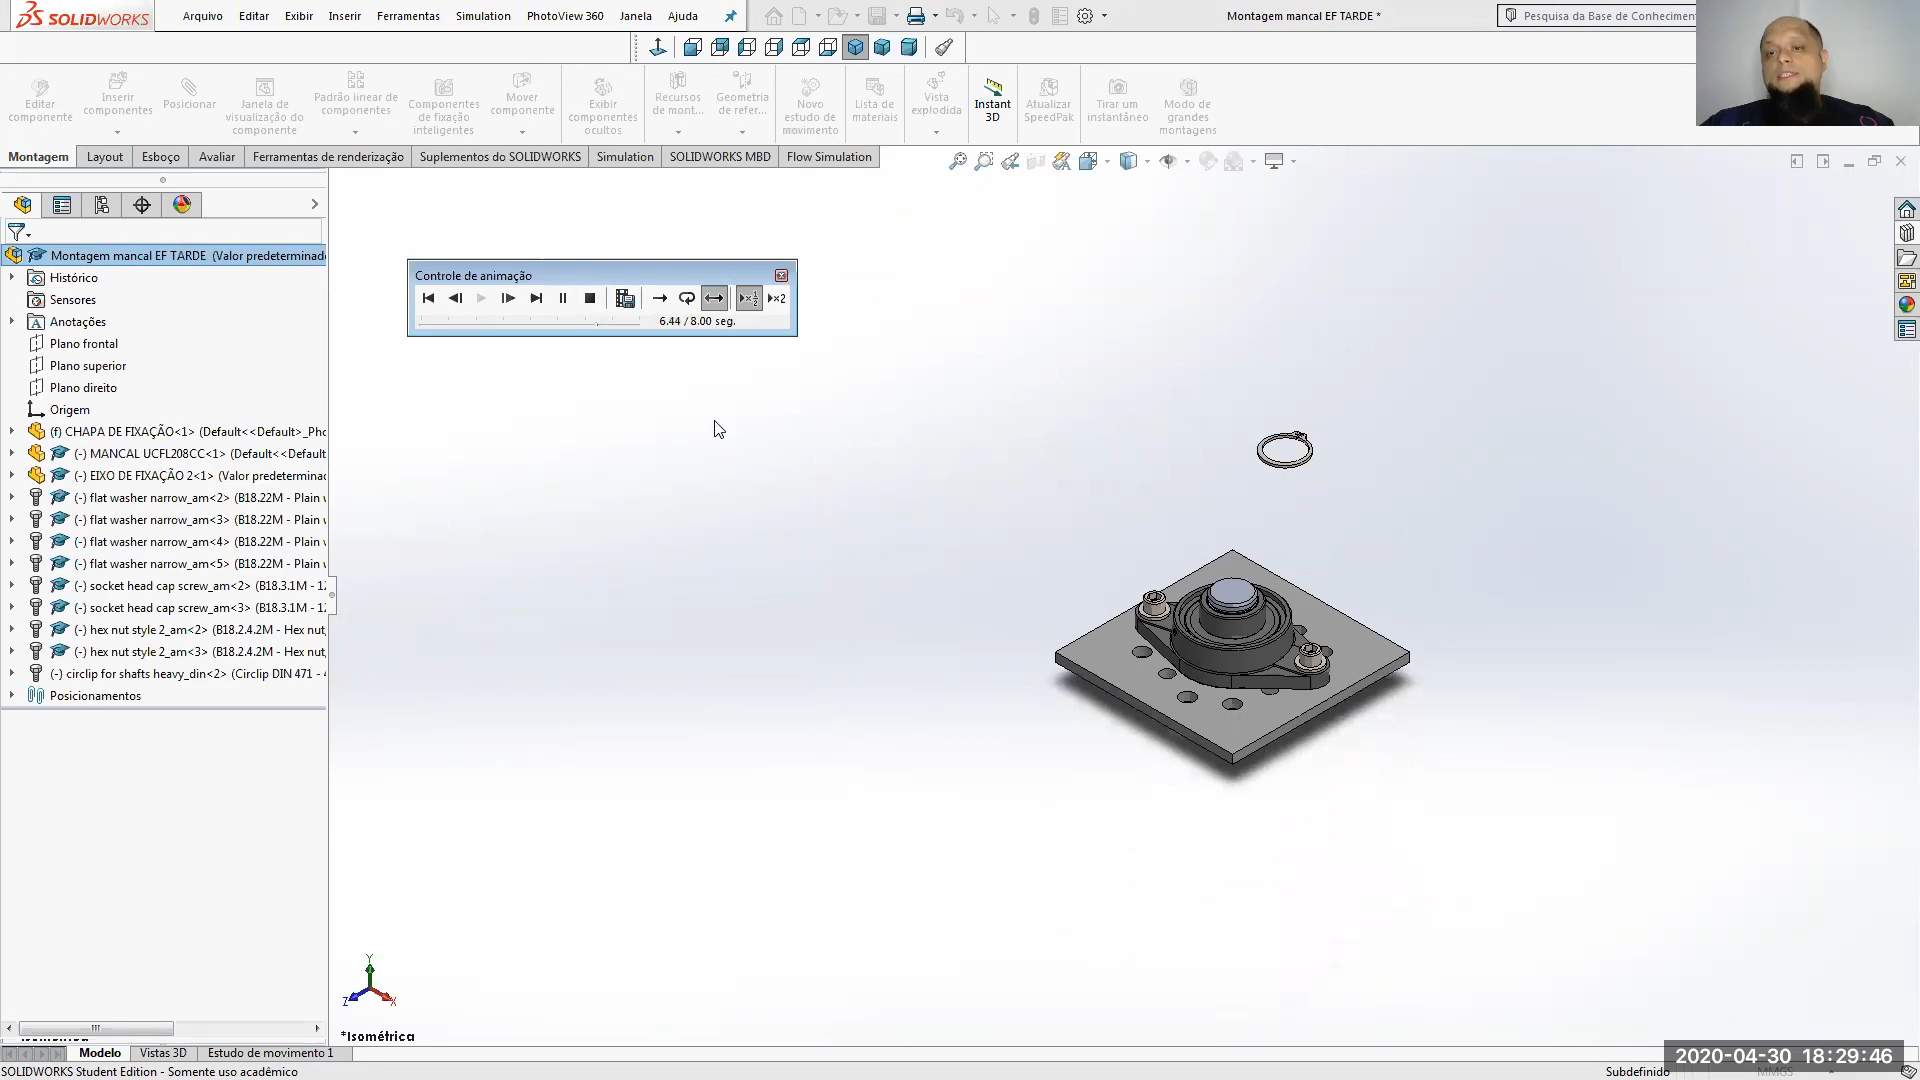 SOLIDWORKS
Arquivo Editar Exibir Inserir Ferramentas Simulation PhotoView 360 Janela Ajuda
Montagem mancal EF TARDE *
Pesquisa da Base de Conhecimen
Editar componente
Inserir componentes
Posicionar
Janela de visualização do componente
Padrão linear de componentes
Componentes de fixação inteligentes
Mover componente
Exibir componentes ocultos
Recursos de mont...
Geometria de refer...
Novo estudo de movimento
Lista de materiais
Vista explodida
Instant 3D
Atualizar SpeedPak
Tirar um instantâneo
Modo de grandes montagens
Montagem Layout Esboço Avaliar Ferramentas de renderização Suplementos do SOLIDWORKS Simulation SOLIDWORKS MBD Flow Simulation
Montagem mancal EF TARDE (Valor predeterminado
Histórico
Sensores
Anotações
Plano frontal
Plano superior
Plano direito
Origem
(f) CHAPA DE FIXAÇÃO<1> (Default<<Default>_Pho
(-) MANCAL UCFL208CC<1> (Default<<Default
(-) EIXO DE FIXAÇÃO 2<1> (Valor predetermina
(-) flat washer narrow_am<2> (B18.22M - Plain
(-) flat washer narrow_am<3> (B18.22M - Plain
(-) flat washer narrow_am<4> (B18.22M - Plain
(-) flat washer narrow_am<5> (B18.22M - Plain
(-) socket head cap screw_am<2> (B18.3.1M - 12
(-) socket head cap screw_am<3> (B18.3.1M - 12
(-) hex nut style 2_am<2> (B18.2.4.2M - Hex nut,
(-) hex nut style 2_am<3> (B18.2.4.2M - Hex nut,
(-) circlip for shafts heavy_din<2> (Circlip DIN 471 -
Posicionamentos
Controle de animação
6.44 / 8.00 seg.
Y
Z X
*Isométrica
Modelo Vistas 3D Estudo de movimento 1
SOLIDWORKS Student Edition - Somente uso acadêmico
Subdefinido
MMGS
2020-04-30 18:29:46